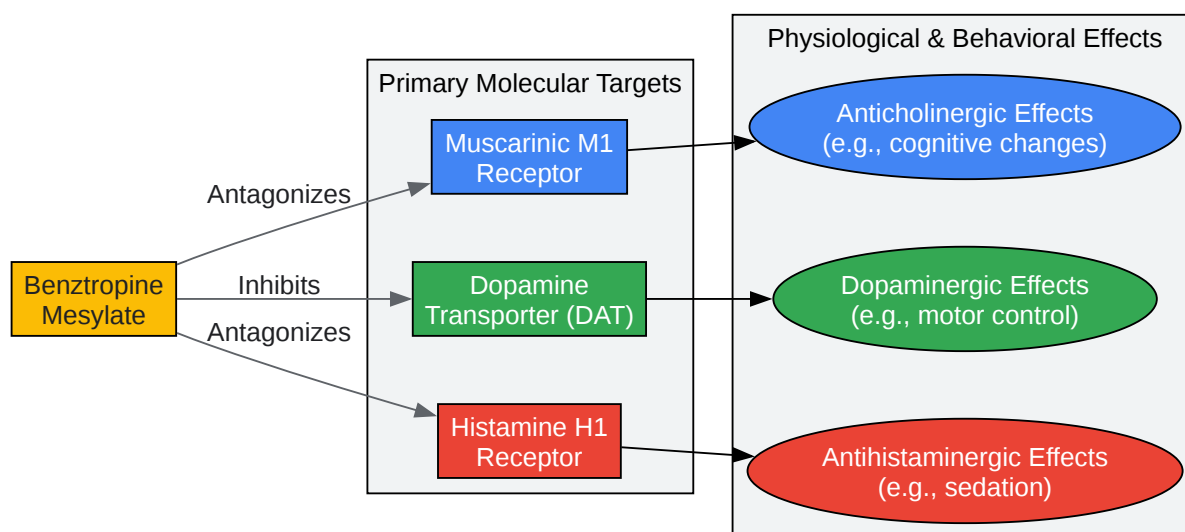 Physiological & Behavioral Effects
Primary Molecular Targets
Anticholinergic Effects
(e.g., cognitive changes)
Muscarinic M1
Receptor
Antagonizes
Benztropine
Mesylate
Inhibits
Dopamine
Transporter (DAT)
Dopaminergic Effects
(e.g., motor control)
Antagonizes
Histamine H1
Receptor
Antihistaminergic Effects
(e.g., sedation)